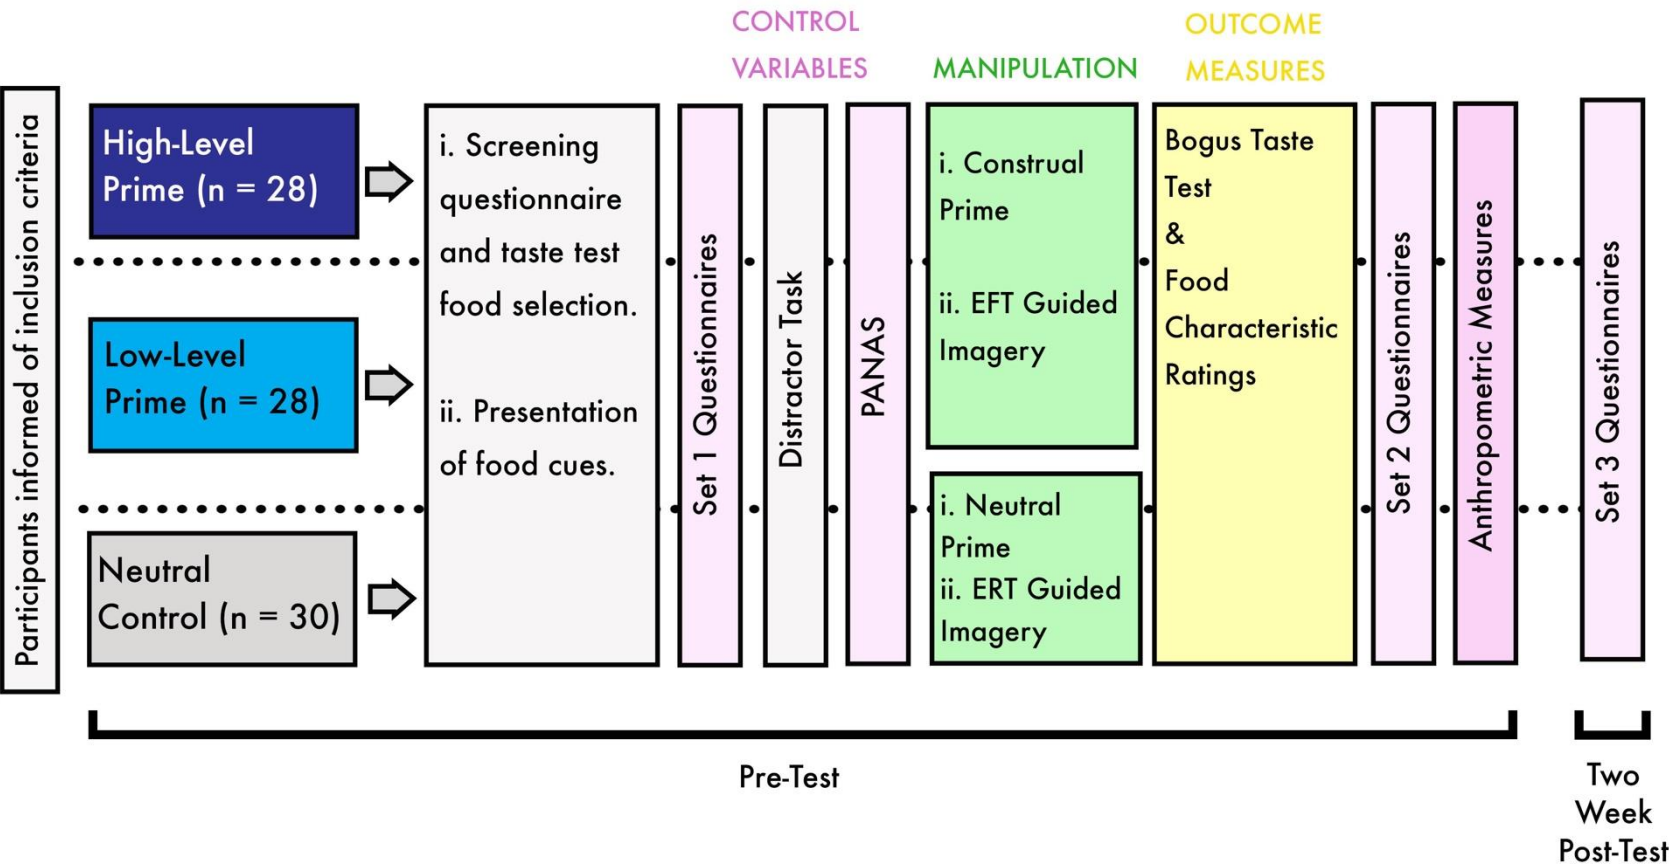 CONTROL
VARIABLES
MANIPULATION
OUTCOME
MEASURES
Participants informed of inclusion criteria
High-Level
Prime (n = 28)
Low-Level
Prime (n = 28)
Neutral
Control (n = 30)
i. Screening
questionnaire
and taste test
food selection.
ii. Presentation
of food cues.
Set 1 Questionnaires
Distractor Task
PANAS
i. Construal
Prime
ii. EFT Guided
Imagery
i. Neutral
Prime
ii. ERT Guided
Imagery
Bogus Taste
Test
&
Food
Characteristic
Ratings
Set 2 Questionnaires
Anthropometric Measures
Set 3 Questionnaires
Pre-Test
Two
Week
Post-Test